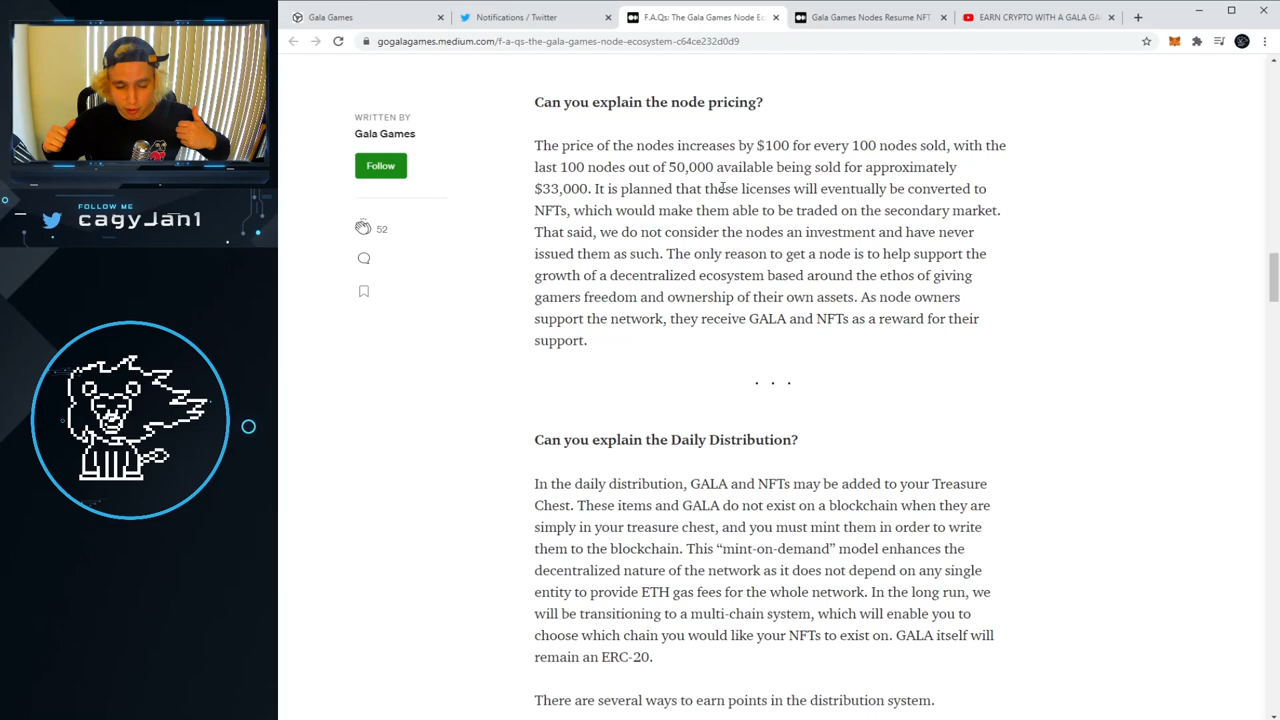 Gala Games
Notifications / Twitter
F.A.Qs: The Gala Games Node Ec
Gala Games Nodes Resume NFT
EARN CRYPTO WITH A GALA GA
gogalagames.medium.com/f-a-qs-the-gala-games-node-ecosystem-c64ce232d0d9
FOLLOW ME
cagyJan1
WRITTEN BY
Gala Games
Follow
52
Can you explain the node pricing?
The price of the nodes increases by $100 for every 100 nodes sold, with the
last 100 nodes out of 50,000 available being sold for approximately
$33,000. It is planned that these licenses will eventually be converted to
NFTs, which would make them able to be traded on the secondary market.
That said, we do not consider the nodes an investment and have never
issued them as such. The only reason to get a node is to help support the
growth of a decentralized ecosystem based around the ethos of giving
gamers freedom and ownership of their own assets. As node owners
support the network, they receive GALA and NFTs as a reward for their
support.
. . .
Can you explain the Daily Distribution?
In the daily distribution, GALA and NFTs may be added to your Treasure
Chest. These items and GALA do not exist on a blockchain when they are
simply in your treasure chest, and you must mint them in order to write
them to the blockchain. This “mint-on-demand” model enhances the
decentralized nature of the network as it does not depend on any single
entity to provide ETH gas fees for the whole network. In the long run, we
will be transitioning to a multi-chain system, which will enable you to
choose which chain you would like your NFTs to exist on. GALA itself will
remain an ERC-20.
There are several ways to earn points in the distribution system.